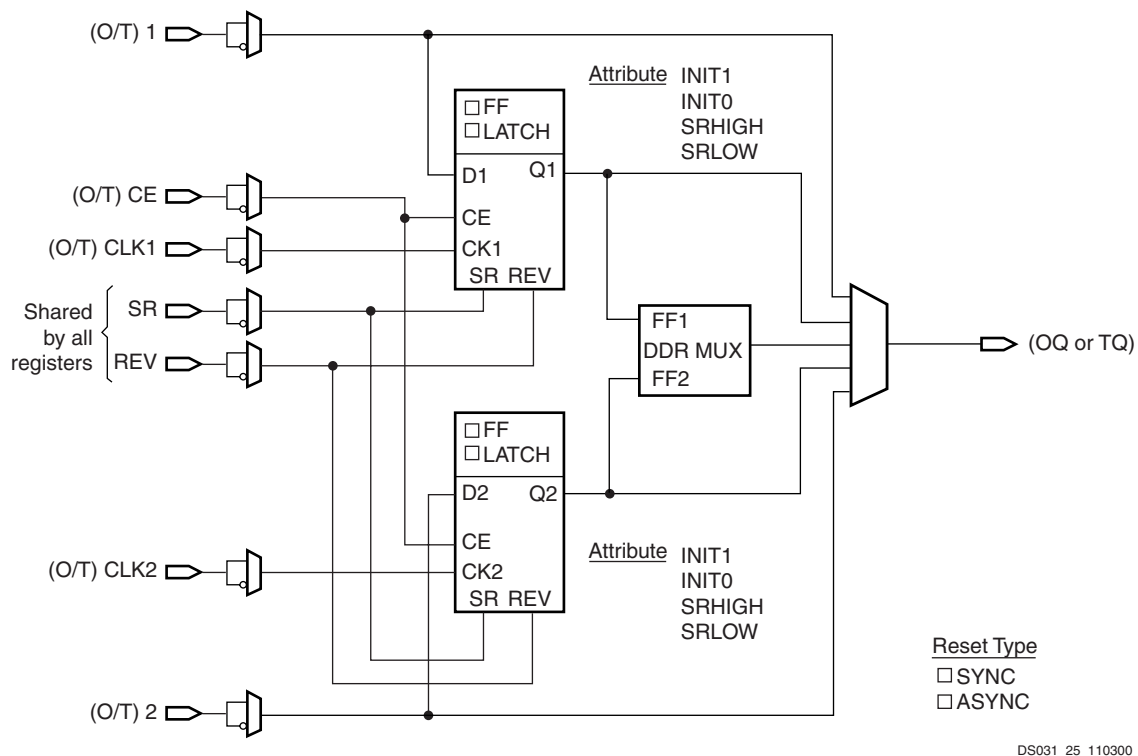 (O/T) 1
Attribute INIT1
INIT0
SRHIGH
SRLOW
FF
LATCH
D1 Q1
(O/T) CE
CE
(O/T) CLK1
CK1
SR REV
Shared
by all
registers
SR
REV
FF1
DDR MUX
FF2
(OQ or TQ)
FF
LATCH
D2 Q2
CE
(O/T) CLK2
CK2
SR REV
Attribute INIT1
INIT0
SRHIGH
SRLOW
Reset Type
SYNC
ASYNC
(O/T) 2
DS031_25_110300